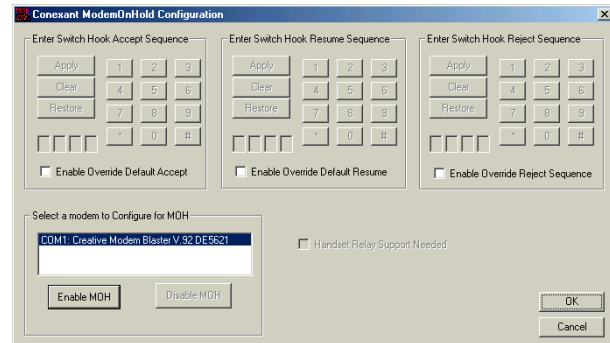 Conexant ModemOnHold Configuration
Enter Switch Hook Accept Sequence
Apply 1 2 3
Clear 4 5 6
Restore 7 8 9
* 0 #
Enable Override Default Accept
Enter Switch Hook Resume Sequence
Apply 1 2 3
Clear 4 5 6
Restore 7 8 9
* 0 #
Enable Override Default Resume
Enter Switch Hook Reject Sequence
Apply 1 2 3
Clear 4 5 6
Restore 7 8 9
* 0 #
Enable Override Reject Sequence
Select a modem to Configure for MOH
COM1: Creative Modem Blaster V.92 DE5621
Enable MOH Disable MOH
Handset Relay Support Needed
OK
Cancel